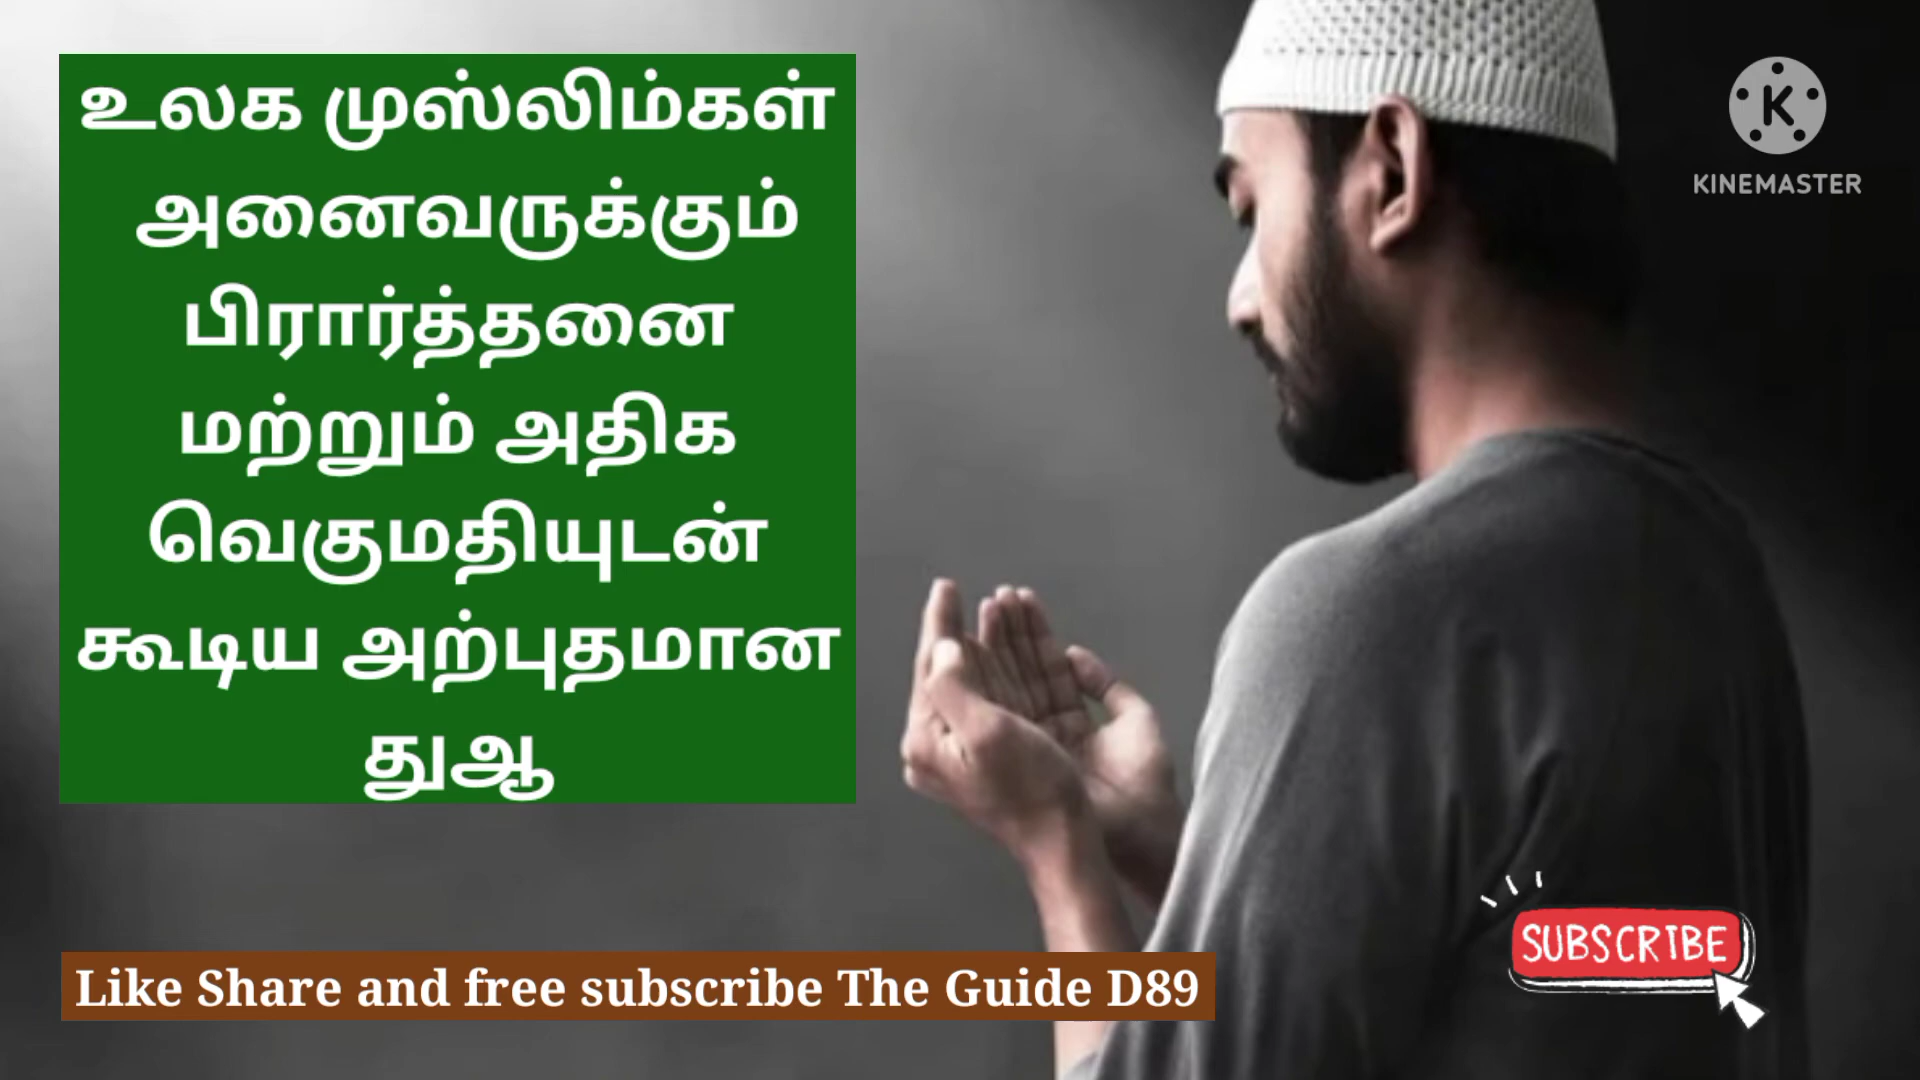 உலக முஸ்லிம்கள்
அனைவருக்கும்
பிரார்த்தனை
மற்றும் அதிக
வெகுமதியுடன்
கூடிய அற்புதமான
துஆ
K
KINEMASTER
SUBSCRIBE
Like Share and free subscribe The Guide D89